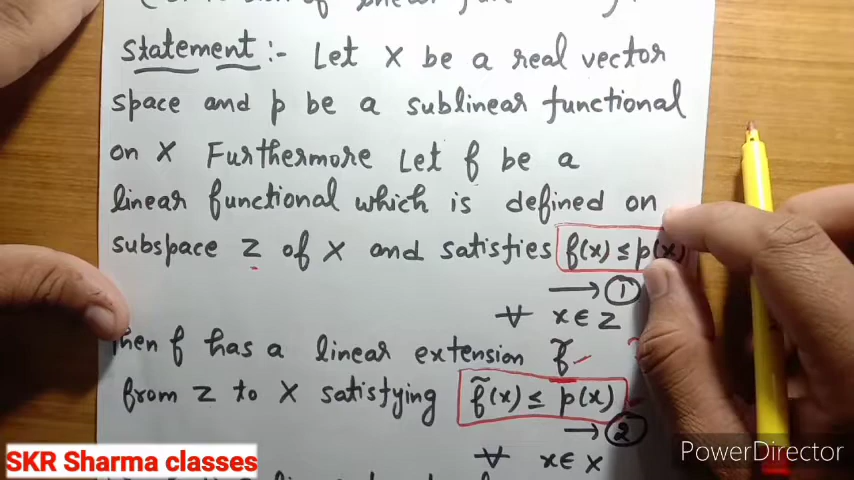 statement :- Let X be a real vector
space and p be a sublinear functional
on X Furthermore Let f be a
linear functional which is defined on
subspace Z of X and satisfies f(x) ≤ p(x)
→ ①
∀ x ∈ Z
Then f has a linear extension f̃
from Z to X satisfying f̃(x) ≤ p(x)
→ ②
∀ x ∈ X
SKR Sharma classes
PowerDirector